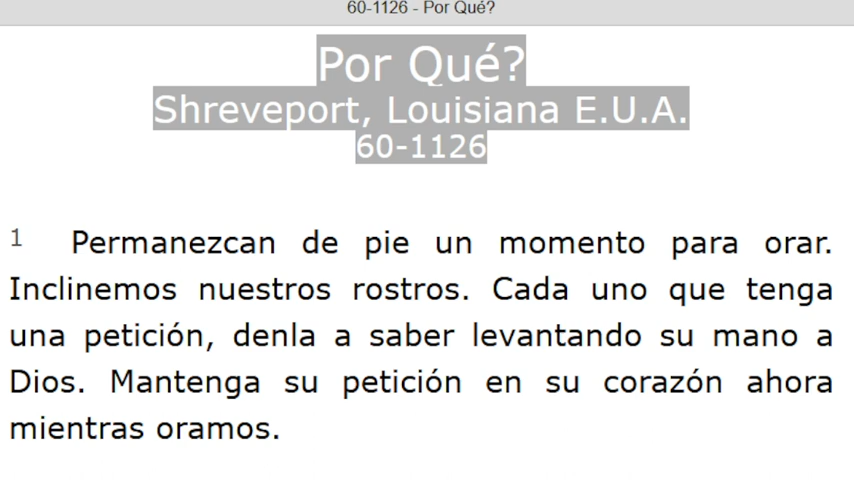 60-1126 - Por Qué?
Por Qué?
Shreveport, Louisiana E.U.A.
60-1126
1 Permanezcan de pie un momento para orar.
Inclinemos nuestros rostros. Cada uno que tenga
una petición, denla a saber levantando su mano a
Dios. Mantenga su petición en su corazón ahora
mientras oramos.